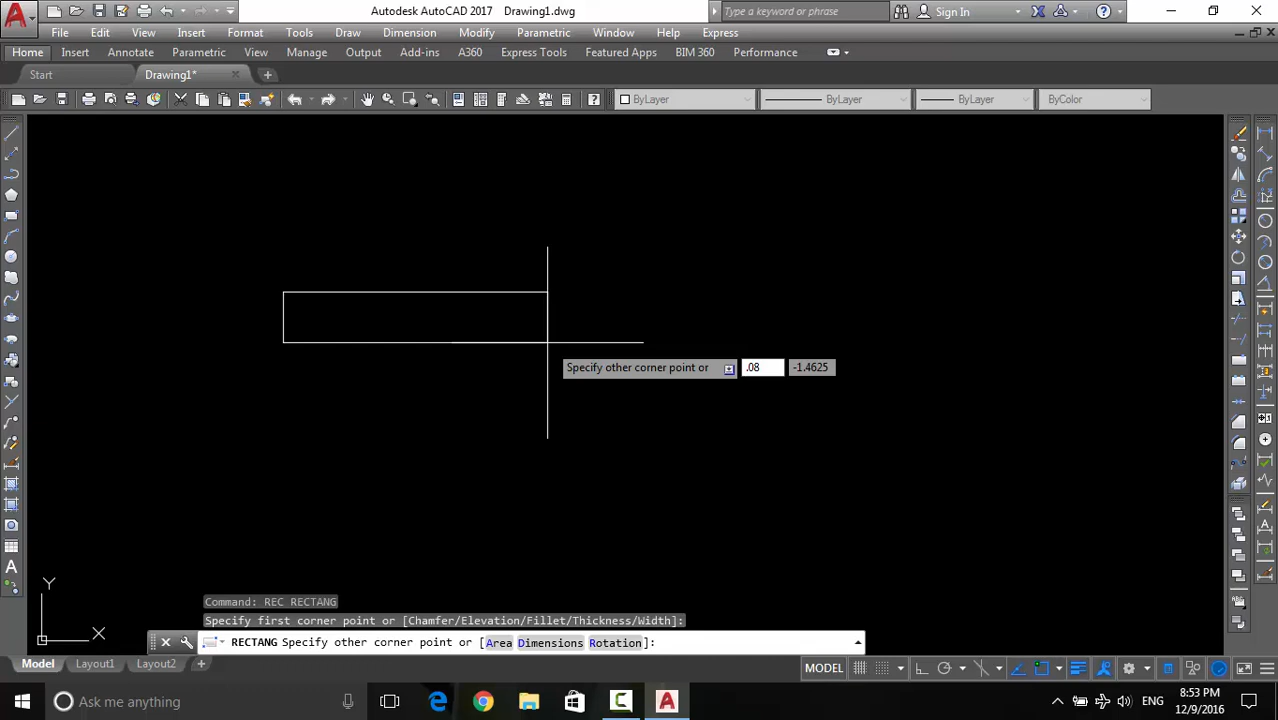 Autodesk AutoCAD 2017 Drawing1.dwg
Type a keyword or phrase
Sign In
File Edit View Insert Format Tools Draw Dimension Modify Parametric Window Help Express
Home Insert Annotate Parametric View Manage Output Add-ins A360 Express Tools Featured Apps BIM 360 Performance
Start Drawing1*
ByLayer ByLayer ByLayer ByColor
Specify other corner point or .08 -1.4625
Y
X
Command: REC RECTANG
Specify first corner point or [Chamfer/Elevation/Fillet/Thickness/Width]:
RECTANG Specify other corner point or [Area Dimensions Rotation]:
Model Layout1 Layout2 + MODEL
Ask me anything
ENG
8:53 PM
12/9/2016